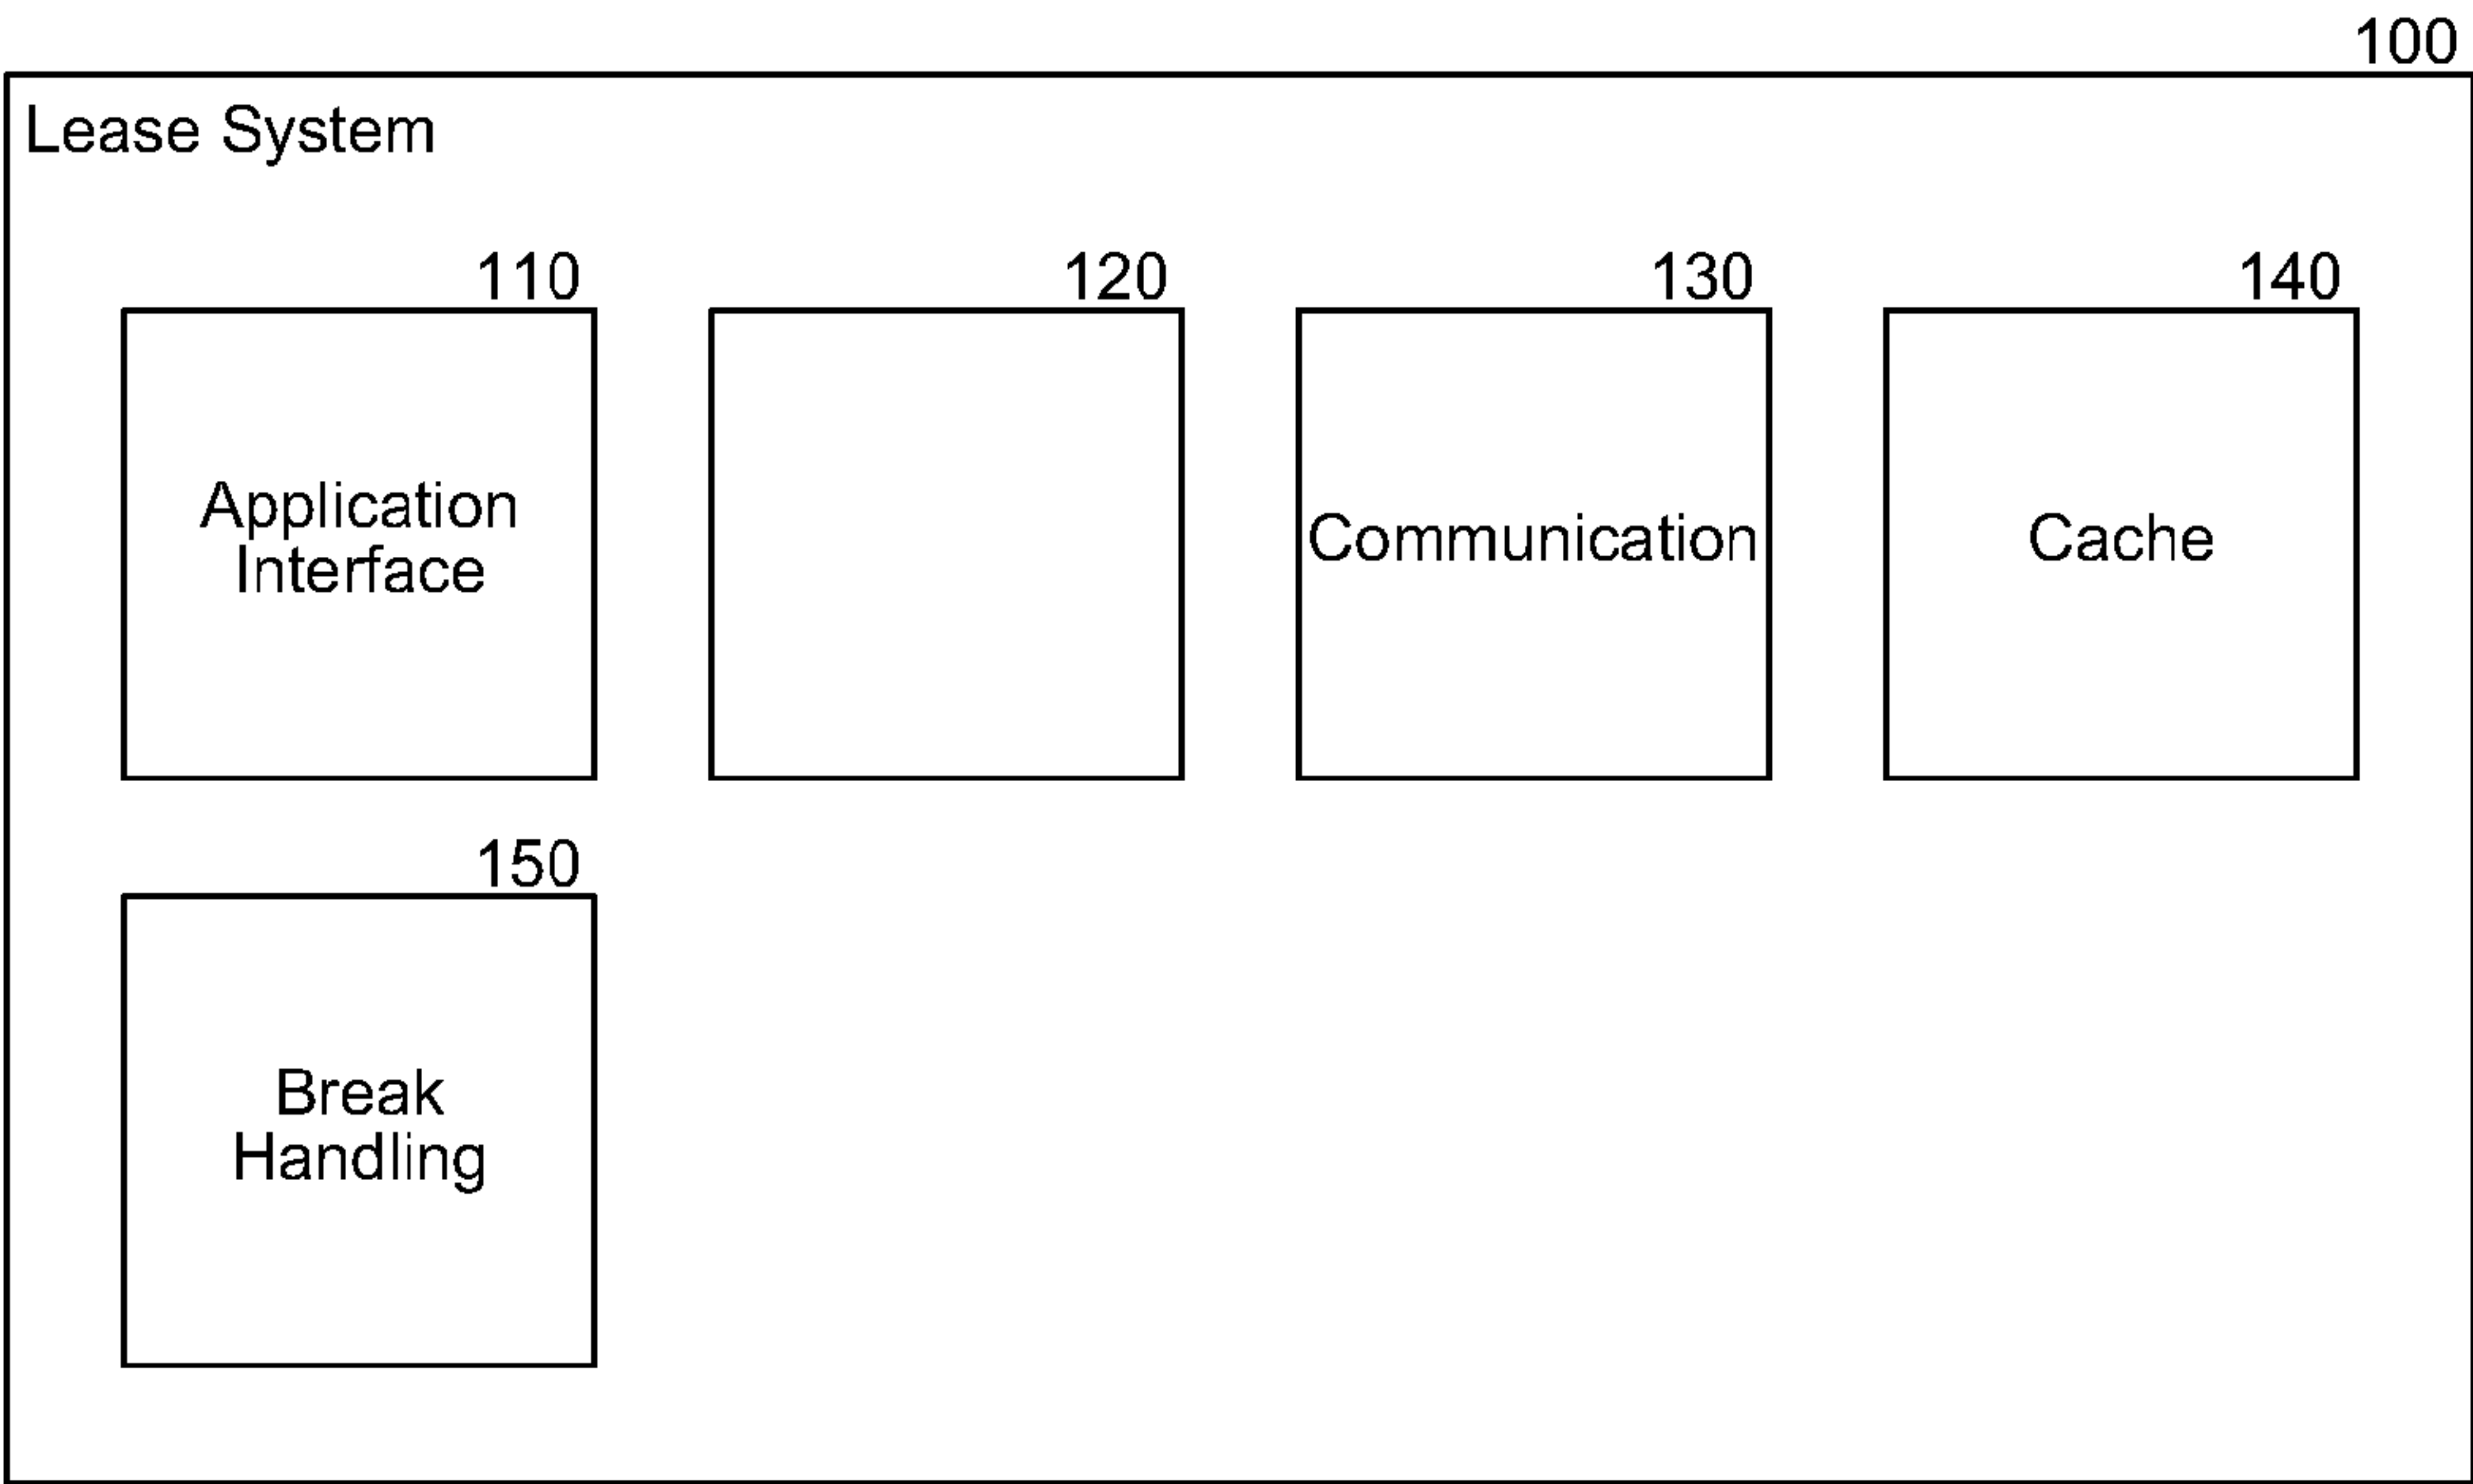 100
Lease System
110
120
130
140
Application
Interface
Communication
Cache
150
Break
Handling